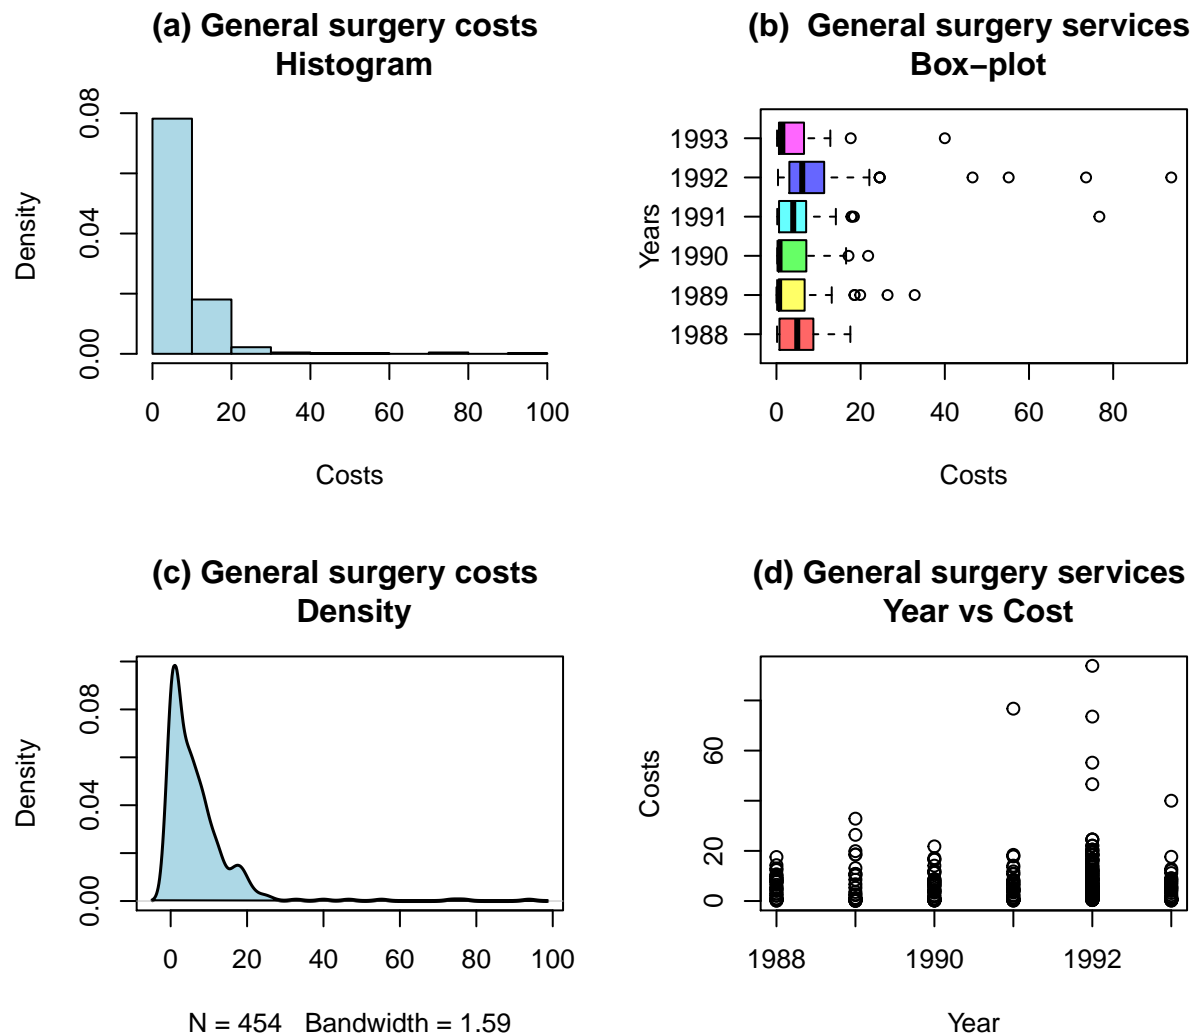 (a) General surgery costs
Histogram
Density
0.00
0.04
0.08
0 20 40 60 80 100
Costs
(b) General surgery services
Box−plot
Years
1993
1992
1991
1990
1989
1988
0 20 40 60 80
Costs
(c) General surgery costs
Density
Density
0.00
0.04
0.08
0 20 40 60 80 100
N = 454 Bandwidth = 1.59
(d) General surgery services
Year vs Cost
Costs
0
20
60
1988 1990 1992
Year